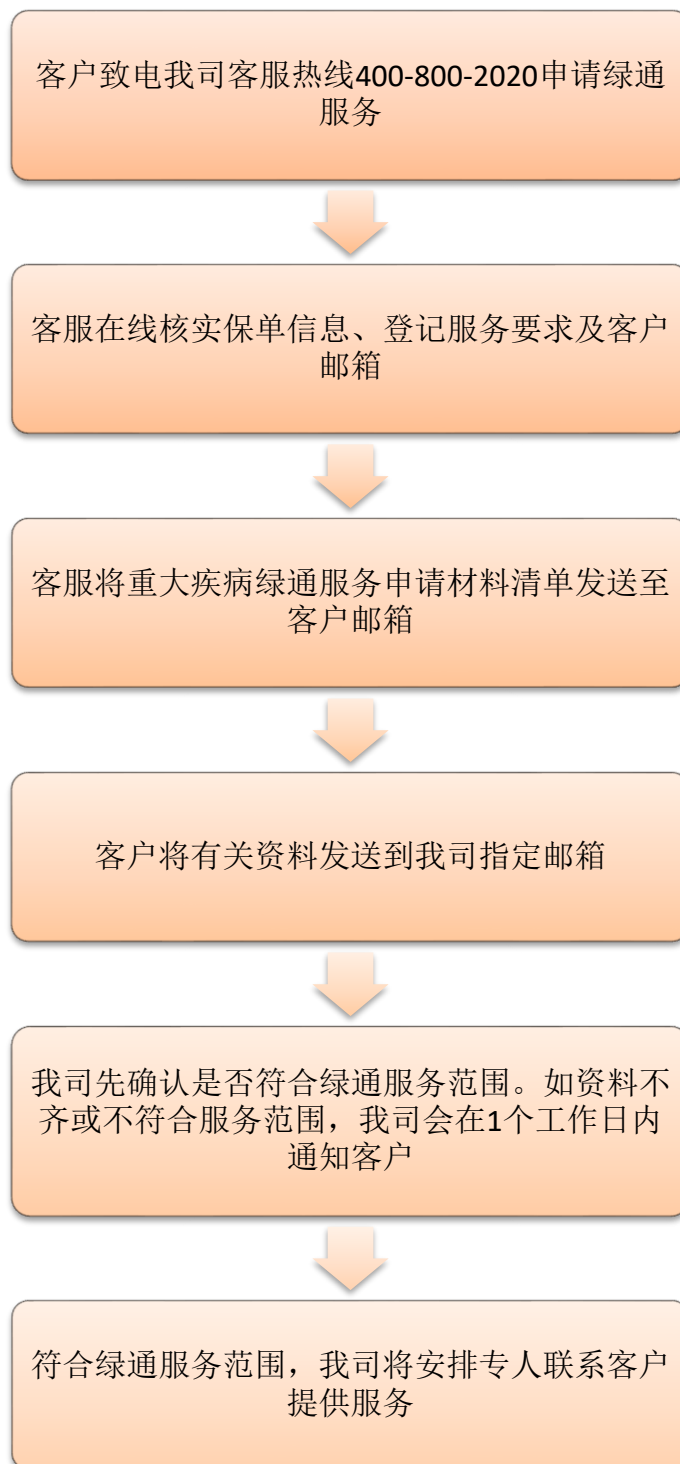 客户致电我司客服热线400-800-2020申请绿通
服务
客服在线核实保单信息、登记服务要求及客户
邮箱
客服将重大疾病绿通服务申请材料清单发送至
客户邮箱
客户将有关资料发送到我司指定邮箱
我司先确认是否符合绿通服务范围。如资料不
齐或不符合服务范围，我司会在1个工作日内
通知客户
符合绿通服务范围，我司将安排专人联系客户
提供服务